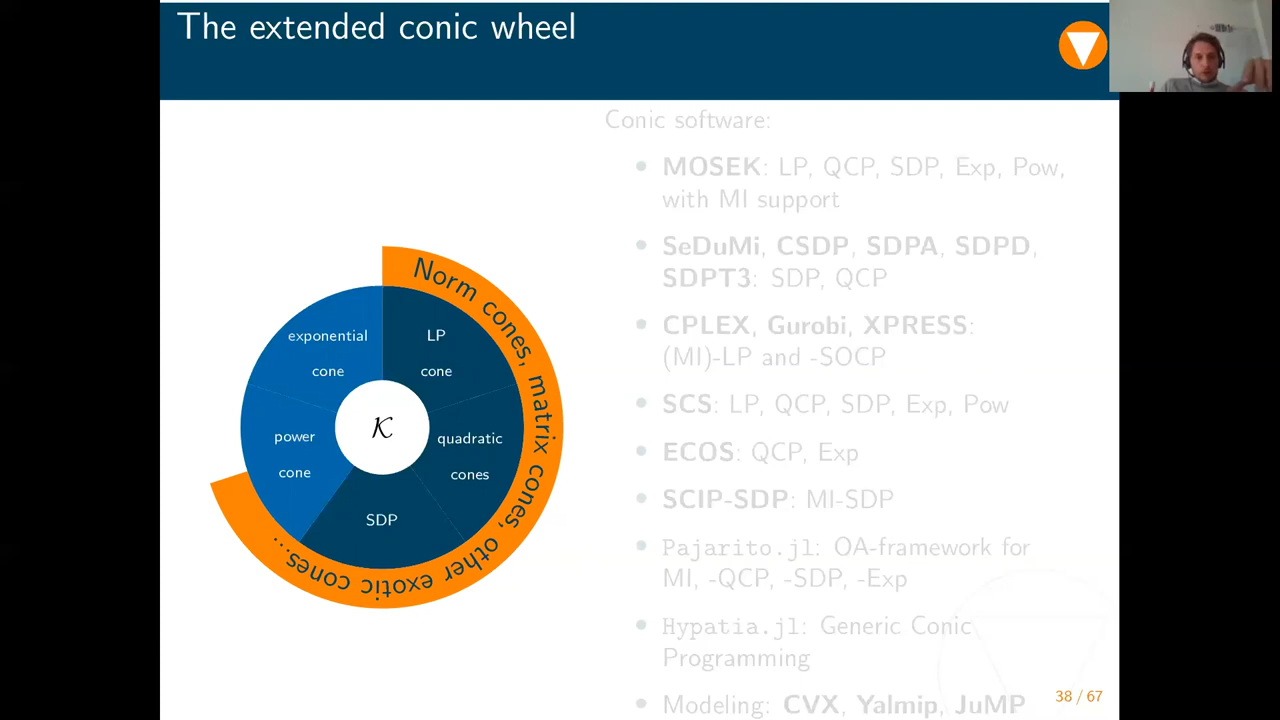 The extended conic wheel
Norm cones, matrix cones, other exotic cones...
exponential
cone
LP
cone
power
cone
K
quadratic
cones
SDP
Conic software:
• MOSEK: LP, QCP, SDP, Exp, Pow,
with MI support
• SeDuMi, CSDP, SDPA, SDPD,
SDPT3: SDP, QCP
• CPLEX, Gurobi, XPRESS:
(MI)-LP and -SOCP
• SCS: LP, QCP, SDP, Exp, Pow
• ECOS: QCP, Exp
• SCIP-SDP: MI-SDP
• Pajarito.jl: OA-framework for
MI, -QCP, -SDP, -Exp
• Hypatia.jl: Generic Conic
Programming
• Modeling: CVX, Yalmip, JuMP
38 / 67